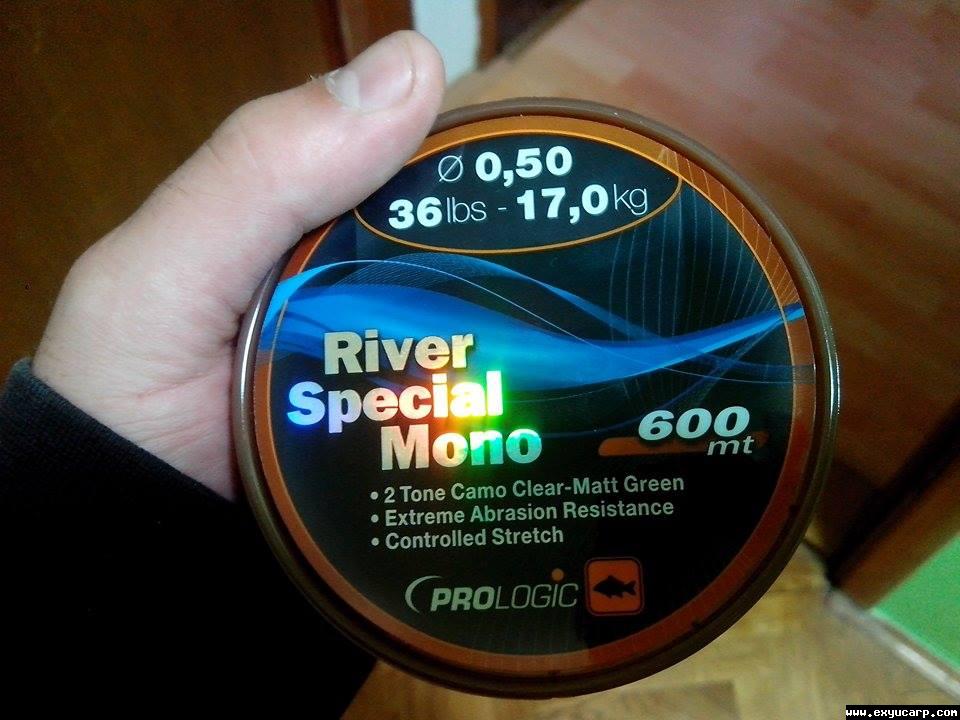 Ø 0,50
36lbs - 17,0kg
River
Special
Mono
600
mt
• 2 Tone Camo Clear-Matt Green
• Extreme Abrasion Resistance
• Controlled Stretch
PROLOGIC
www.exyucarp.com